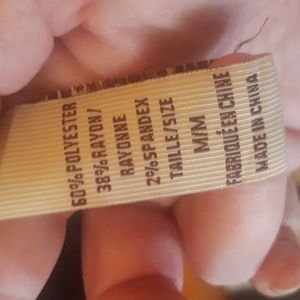 60% POLYESTER
38% RAYON/
RAYONNE
2% SPANDEX
TAILLE/SIZE
M/M
FABRIQUÉ EN CHINE
MADE IN CHINA